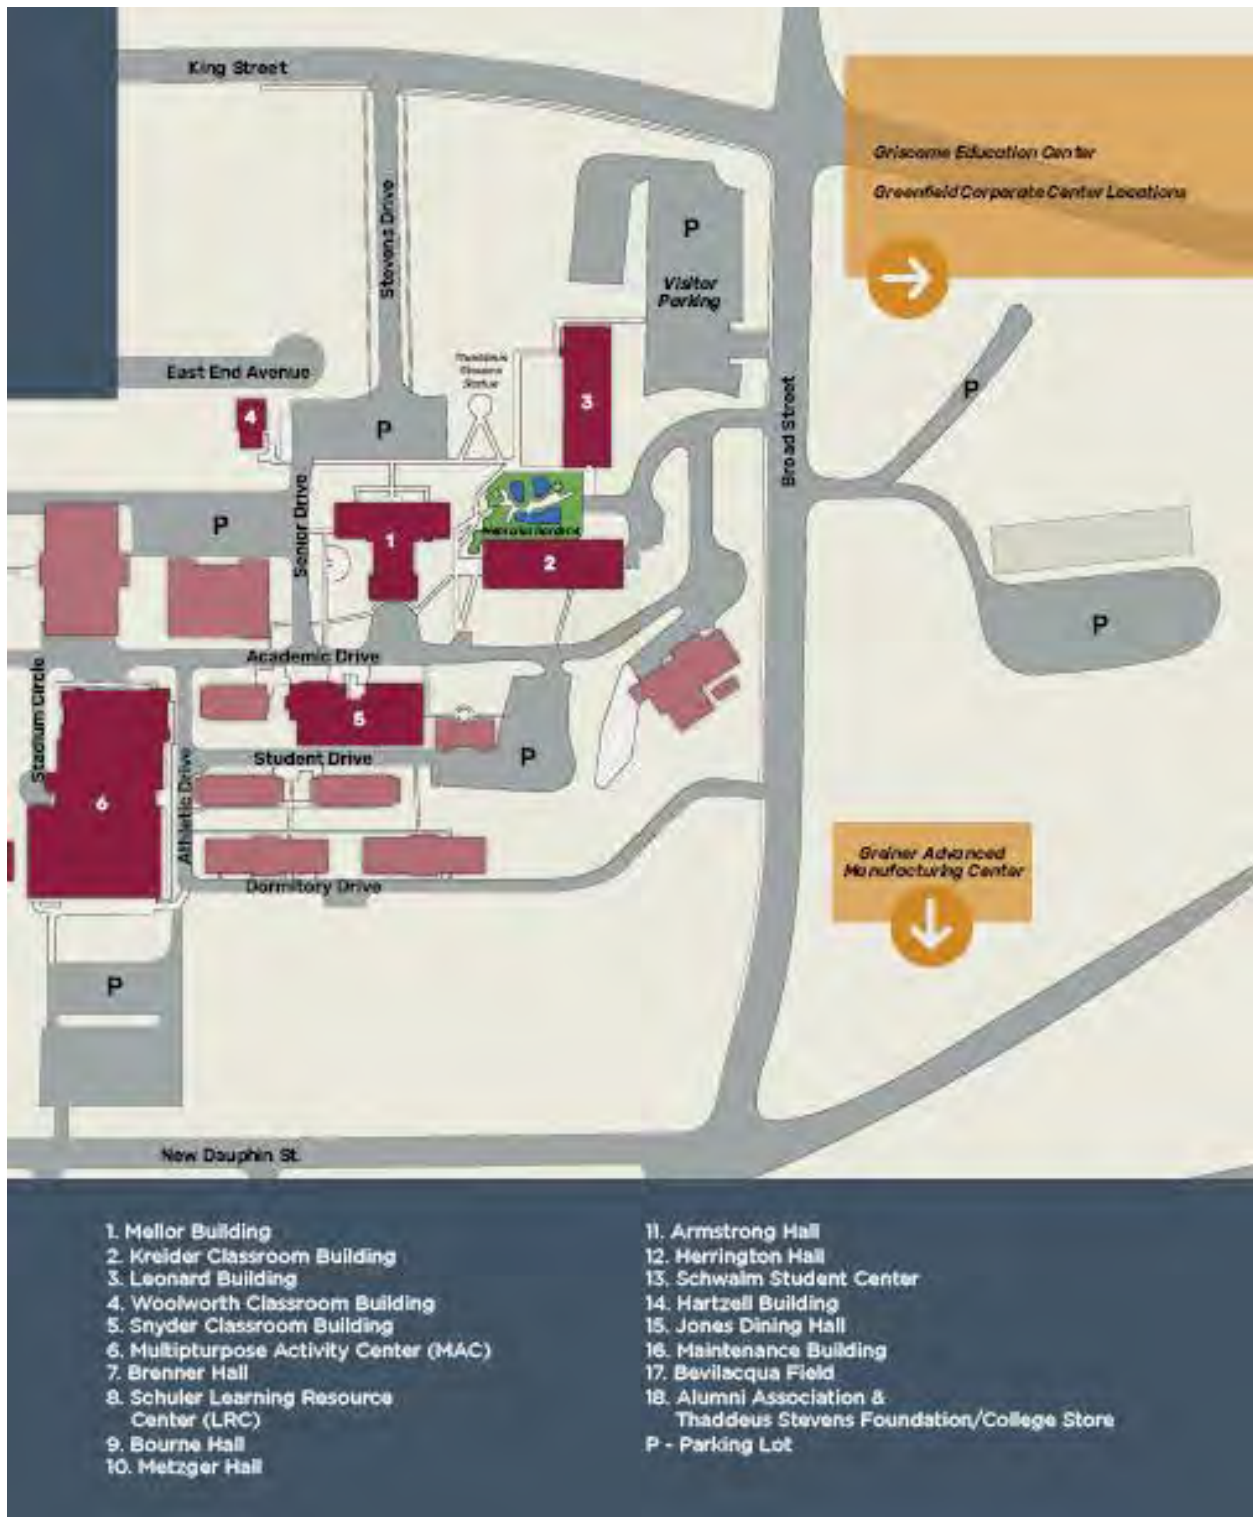 King Street
Griscome Education Center
Greenfield Corporate Center Locations
Stevens Drive
P
Visitor
Parking
East End Avenue
Thaddeus
Stevens
Statue
4
P
3
Broad Street
P
P
Senior Drive
1
2
P
Academic Drive
Stadium Circle
5
Student Drive
P
6
Athletic Drive
Greiner Advanced
Manufacturing Center
Dormitory Drive
P
New Dauphin St.
1. Mellor Building
2. Kreider Classroom Building
3. Leonard Building
4. Woolworth Classroom Building
5. Snyder Classroom Building
6. Multipturpose Activity Center (MAC)
7. Brenner Hall
8. Schuler Learning Resource
Center (LRC)
9. Bourne Hall
10. Metzger Hall
11. Armstrong Hall
12. Herrington Hall
13. Schwalm Student Center
14. Hartzell Building
15. Jones Dining Hall
16. Maintenance Building
17. Bevilacqua Field
18. Alumni Association &
Thaddeus Stevens Foundation/College Store
P - Parking Lot